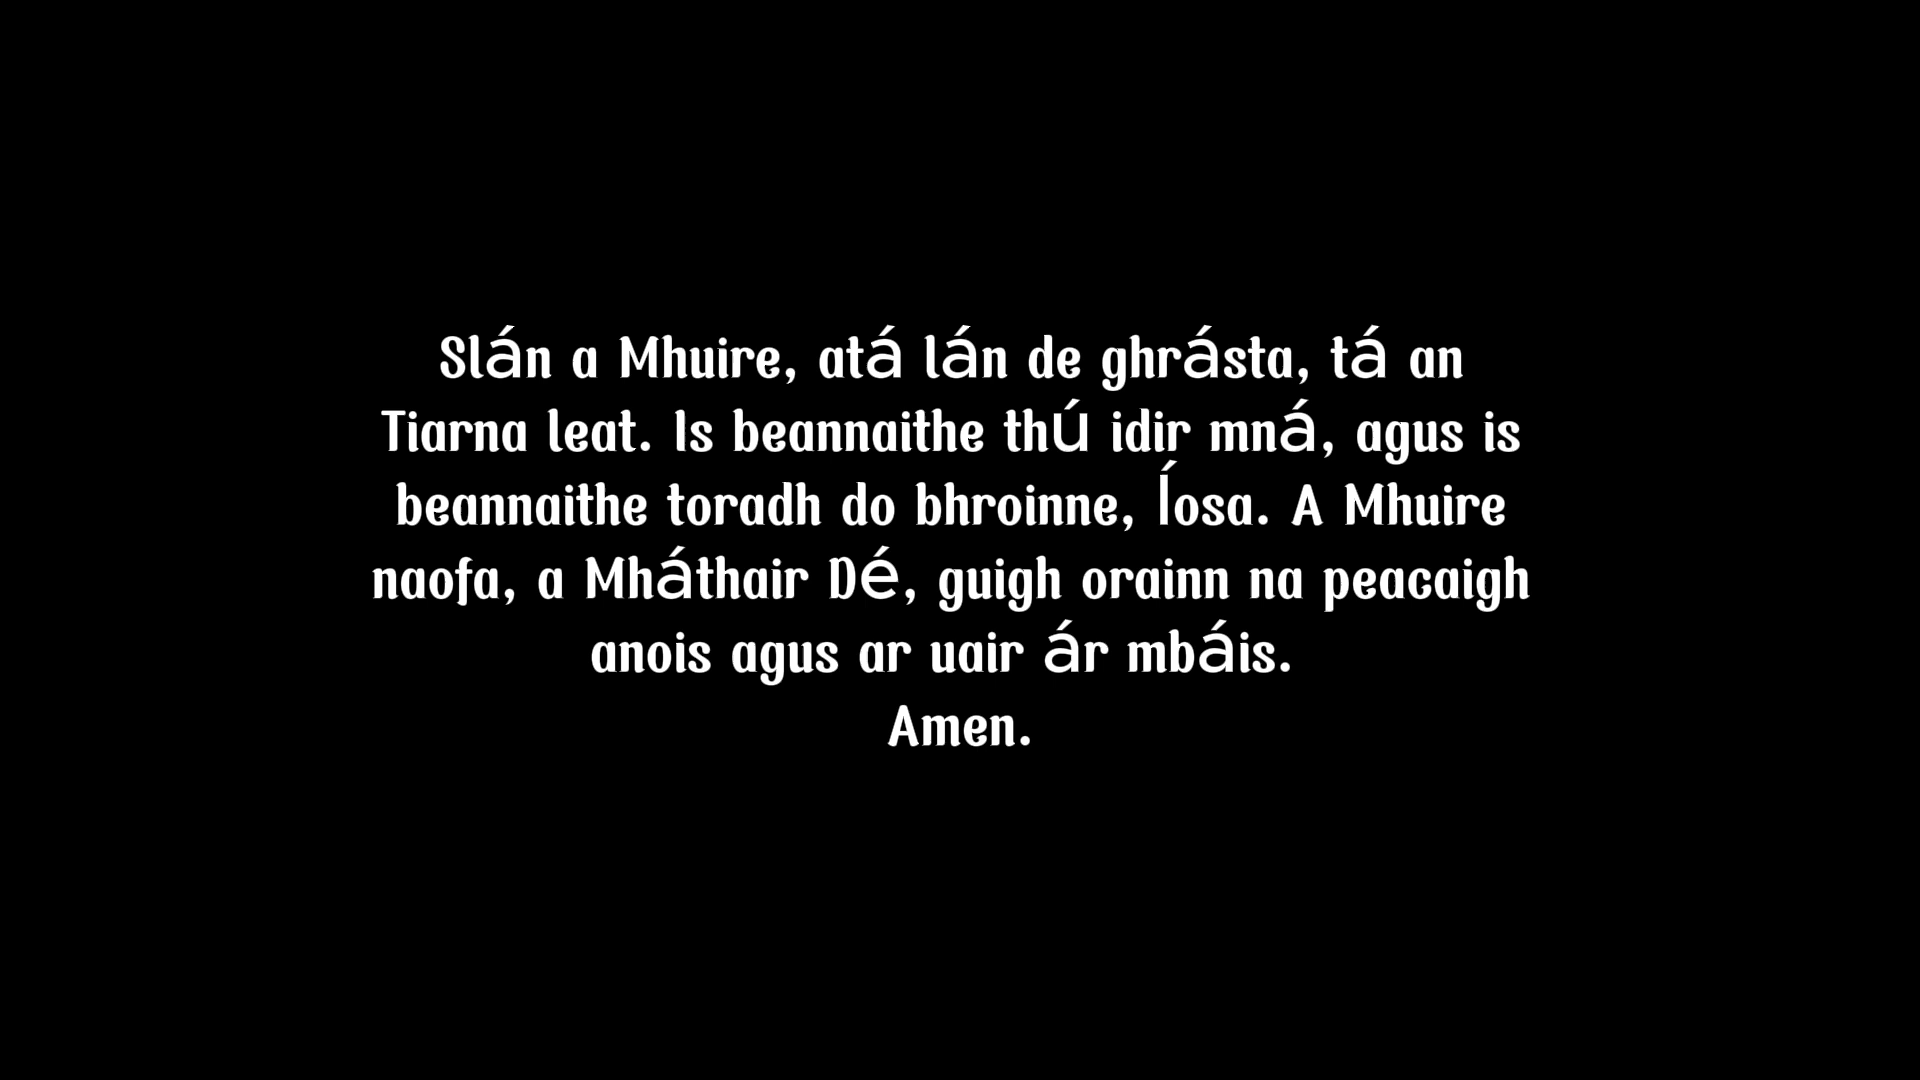 Slán a Mhuire, atá lán de ghrásta, tá an
Tiarna leat. Is beannaithe thú idir mná, agus is
beannaithe toradh do bhroinne, Íosa. A Mhuire
naofa, a Mháthair Dé, guigh orainn na peacaigh
anois agus ar uair ár mbáis.
Amen.